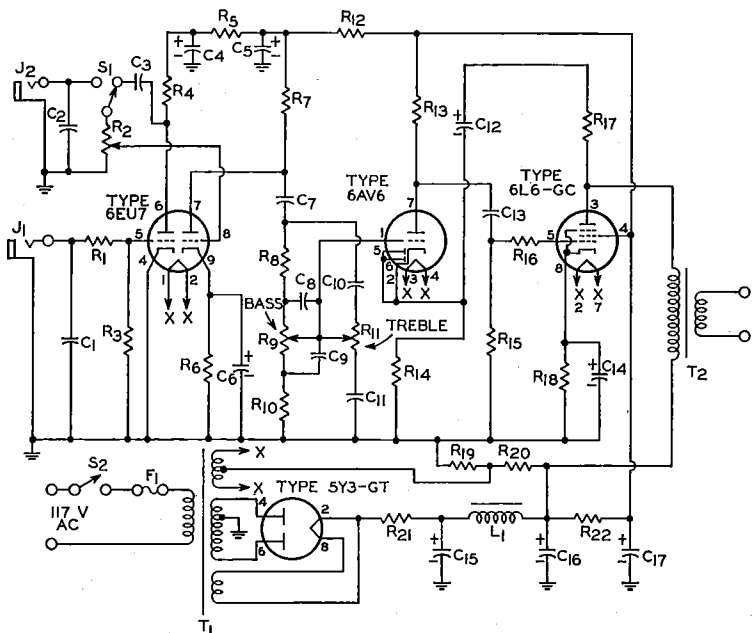 R5
R12
C4
C5
J2
S1
C3
R4
R7
R13
C12
R17
C2
R2
TYPE
6EU7
TYPE
6AV6
TYPE
6L6-GC
6
7
C7
7
C13
3
J1
R1
5
4
8
9
1
2
R8
C8
C10
1
5
6
2
3
4
R16
5
4
8
X
X
X
X
X
X
2
7
BASS
R9
R11
TREBLE
C1
R3
R6
C6
C9
R10
C11
R14
R15
R18
C14
T2
S2
F1
117 V
AC
X
X
TYPE 5Y3-GT
R19
R20
4
6
2
8
R21
L1
R22
C15
C16
C17
T1